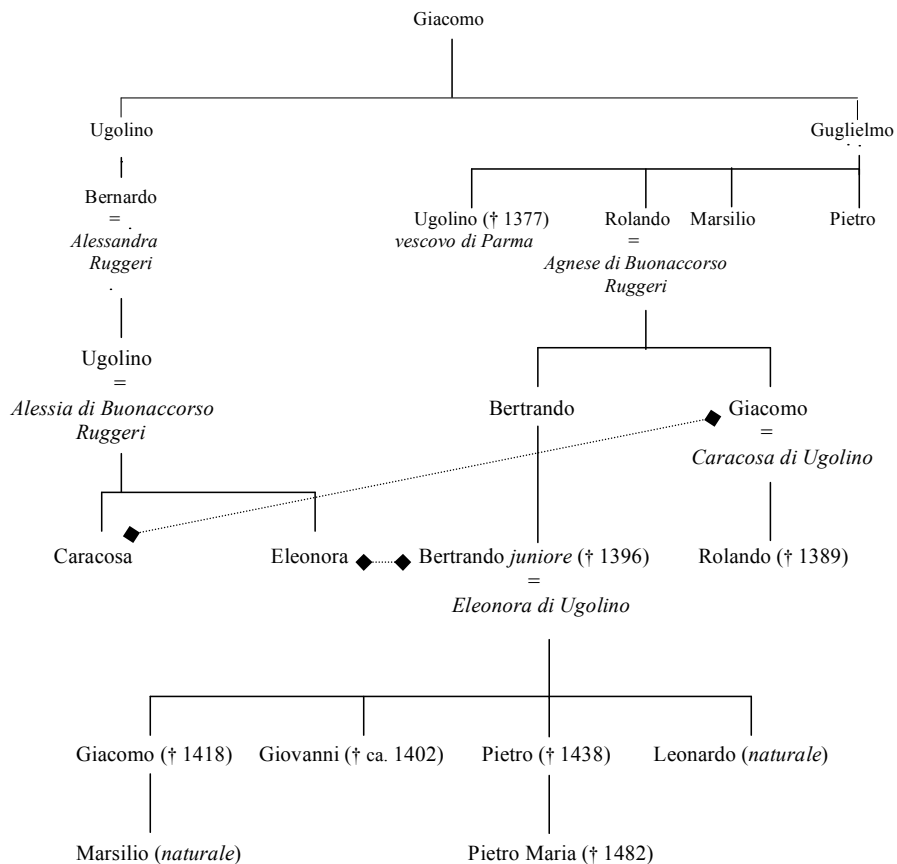 Giacomo
Ugolino Guglielmo
Bernardo
=
Alessandra
Ruggeri
Ugolino († 1377) Rolando Marsilio Pietro
vescovo di Parma =
Agnese di Buonaccorso
Ruggeri
Ugolino
=
Alessia di Buonaccorso
Ruggeri
Bertrando Giacomo
=
Caracosa di Ugolino
Caracosa Eleonora Bertrando juniore († 1396) Rolando († 1389)
=
Eleonora di Ugolino
Giacomo († 1418) Giovanni († ca. 1402) Pietro († 1438) Leonardo (naturale)
Marsilio (naturale) Pietro Maria († 1482)